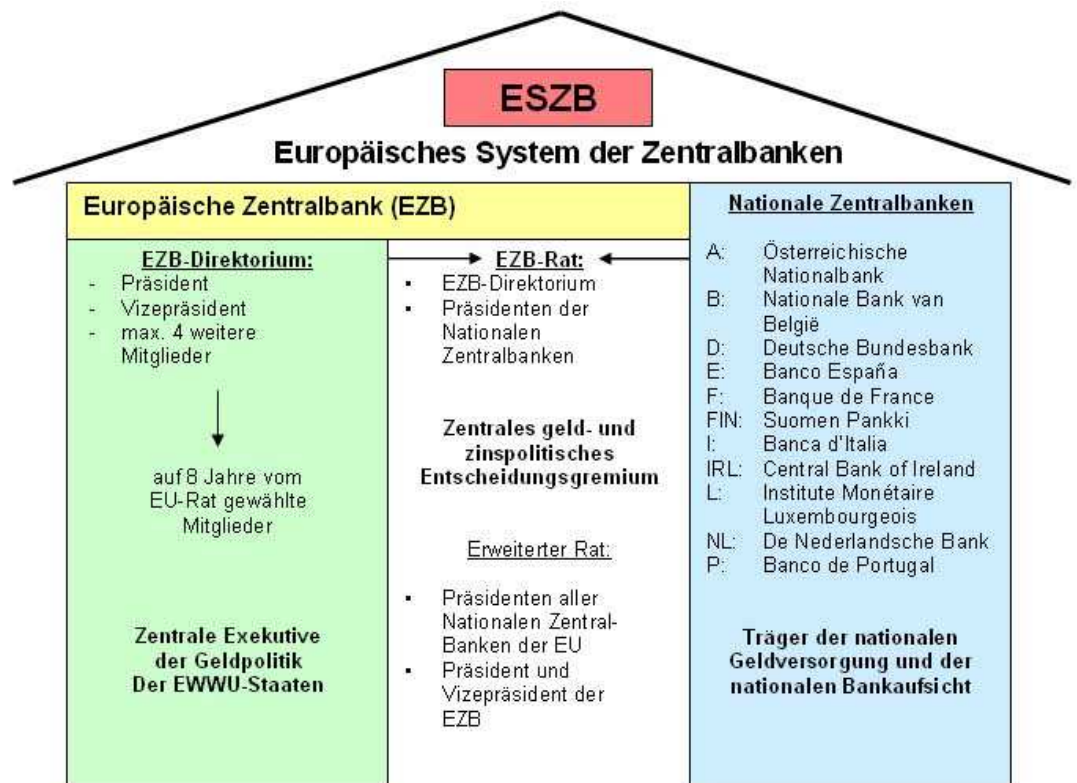 ESZB
Europäisches System der Zentralbanken
Europäische Zentralbank (EZB)
EZB-Direktorium:
- Präsident
- Vizepräsident
- max. 4 weitere
Mitglieder
auf 8 Jahre vom
EU-Rat gewählte
Mitglieder
Zentrale Exekutive
der Geldpolitik
Der EWWU-Staaten
EZB-Rat:
▪ EZB-Direktorium
▪ Präsidenten der
Nationalen
Zentralbanken
Zentrales geld- und
zinspolitisches
Entscheidungsgremium
Erweiterter Rat:
▪ Präsidenten aller
Nationalen Zentral-
Banken der EU
▪ Präsident und
Vizepräsident der
EZB
Nationale Zentralbanken
A: Österreichische
Nationalbank
B: Nationale Bank van
België
D: Deutsche Bundesbank
E: Banco España
F: Banque de France
FIN: Suomen Pankki
I: Banca d'Italia
IRL: Central Bank of Ireland
L: Institute Monétaire
Luxembourgeois
NL: De Nederlandsche Bank
P: Banco de Portugal
Träger der nationalen
Geldversorgung und der
nationalen Bankaufsicht